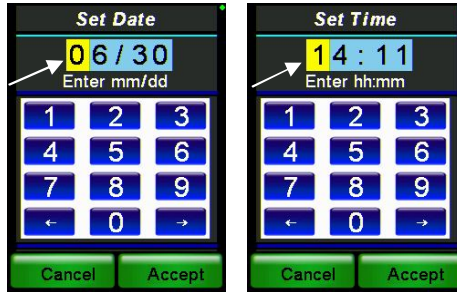 Set Date
06/30
Enter mm/dd
1 2 3
4 5 6
7 8 9
← 0 →
Cancel Accept
Set Time
14:11
Enter hh:mm
1 2 3
4 5 6
7 8 9
← 0 →
Cancel Accept